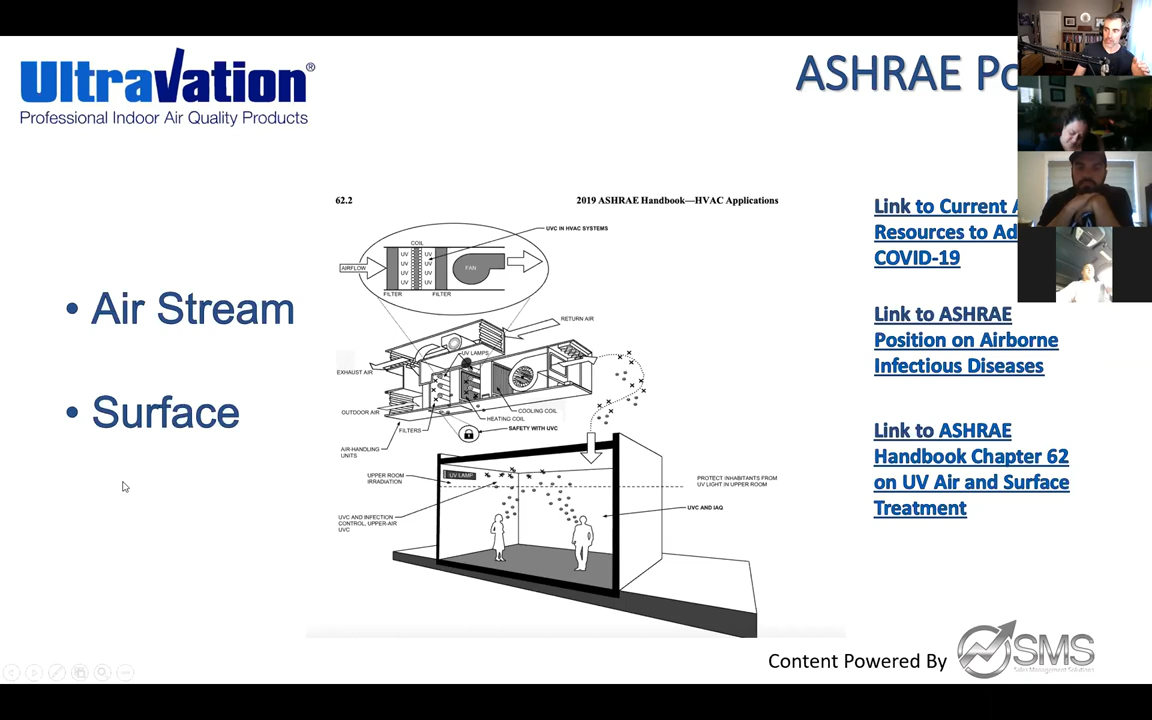 Ultravation®
Professional Indoor Air Quality Products
ASHRAE
• Air Stream
• Surface
62.2
2019 ASHRAE Handbook—HVAC Applications
UVC IN HVAC SYSTEMS
COIL
AIRFLOW
UV UV
UV UV
UV UV
UV UV
FAN
FILTER
FILTER
RETURN AIR
UV LAMPS
EXHAUST AIR
OUTDOOR AIR
COOLING COIL
HEATING COIL
FILTERS
SAFETY WITH UVC
AIR-HANDLING
UNITS
UPPER ROOM
IRRADIATION
UV LAMP
PROTECT INHABITANTS FROM
UV LIGHT IN UPPER ROOM
UVC AND INFECTION
CONTROL, UPPER-AIR
UVC
UVC AND IAQ
Link to Current
Resources to
COVID-19
Link to ASHRAE
Position on Airborne
Infectious Diseases
Link to ASHRAE
Handbook Chapter 62
on UV Air and Surface
Treatment
Content Powered By
SMS
Sales Management Solutions